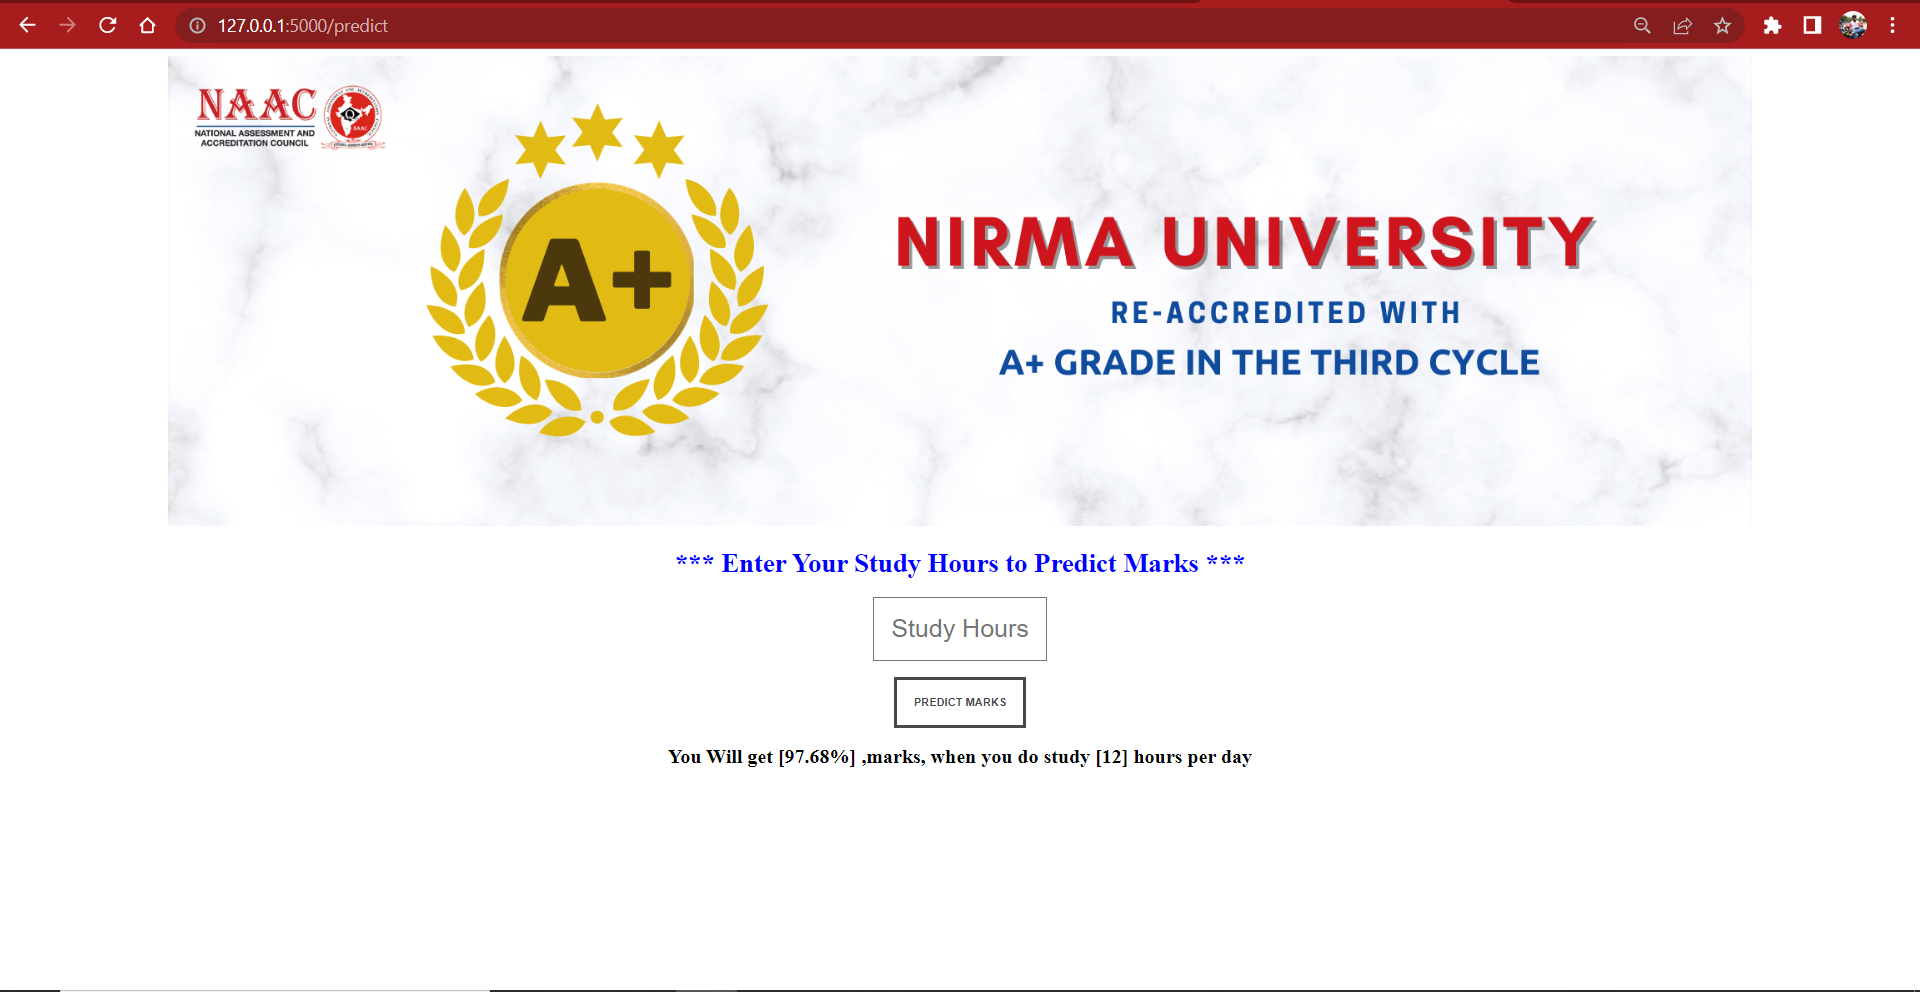 127.0.0.1:5000/predict
NAAC
NATIONAL ASSESSMENT AND
ACCREDITATION COUNCIL
NAAC
A+
NIRMA UNIVERSITY
RE-ACCREDITED WITH
A+ GRADE IN THE THIRD CYCLE
*** Enter Your Study Hours to Predict Marks ***
Study Hours
PREDICT MARKS
You Will get [97.68%] ,marks, when you do study [12] hours per day